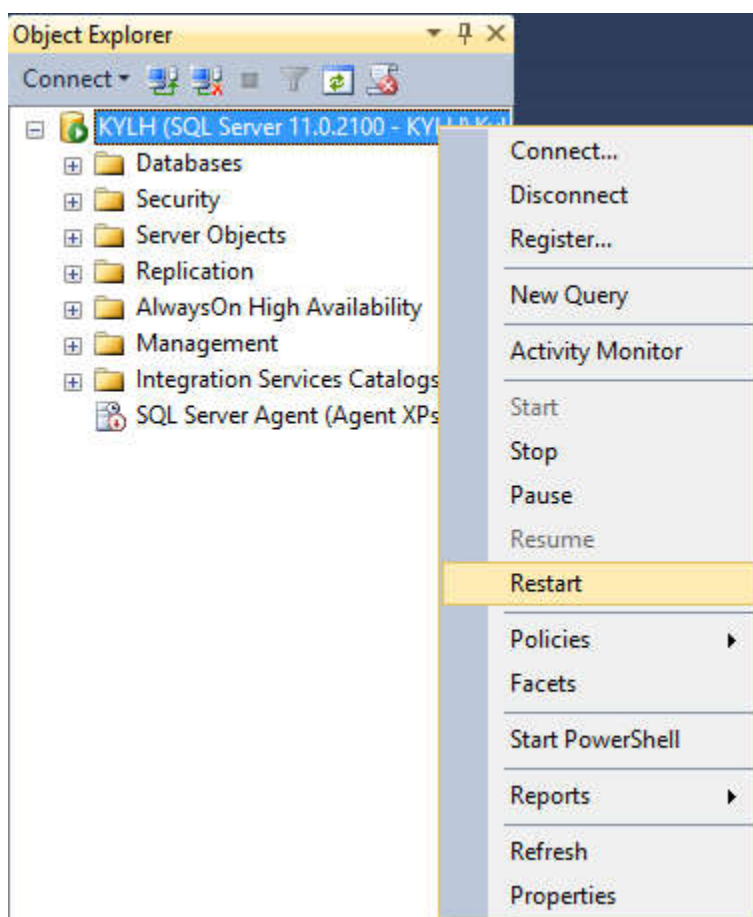 Object Explorer
Connect
KYLH (SQL Server 11.0.2100 -
Databases
Security
Server Objects
Replication
AlwaysOn High Availability
Management
Integration Services Catalogs
SQL Server Agent (Agent XPs
Connect...
Disconnect
Register...
New Query
Activity Monitor
Start
Stop
Pause
Resume
Restart
Policies
Facets
Start PowerShell
Reports
Refresh
Properties